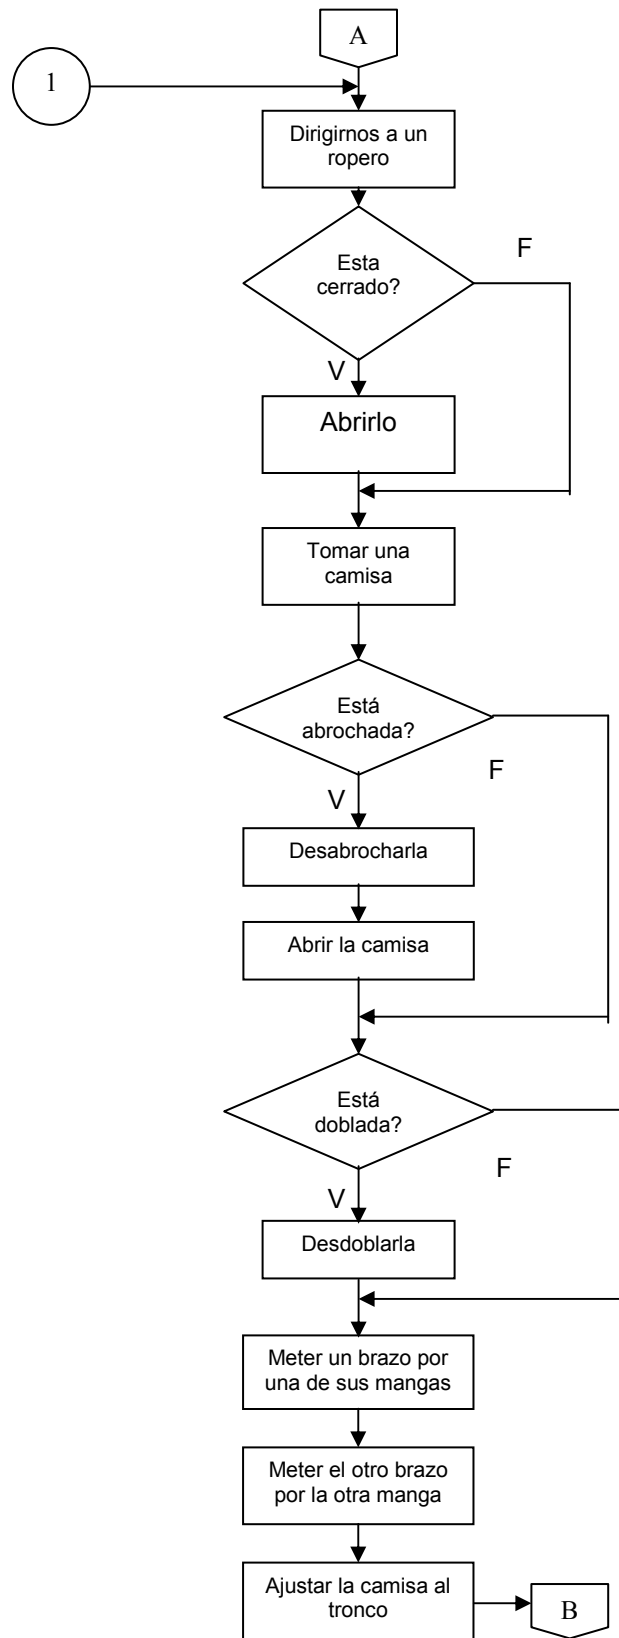 A
1
Dirigirnos a un
ropero
Esta
cerrado?
F
V
Abrirlo
Tomar una
camisa
Está
abrochada?
F
V
Desabrocharla
Abrir la camisa
Está
doblada?
F
V
Desdoblarla
Meter un brazo por
una de sus mangas
Meter el otro brazo
por la otra manga
Ajustar la camisa al
tronco
B